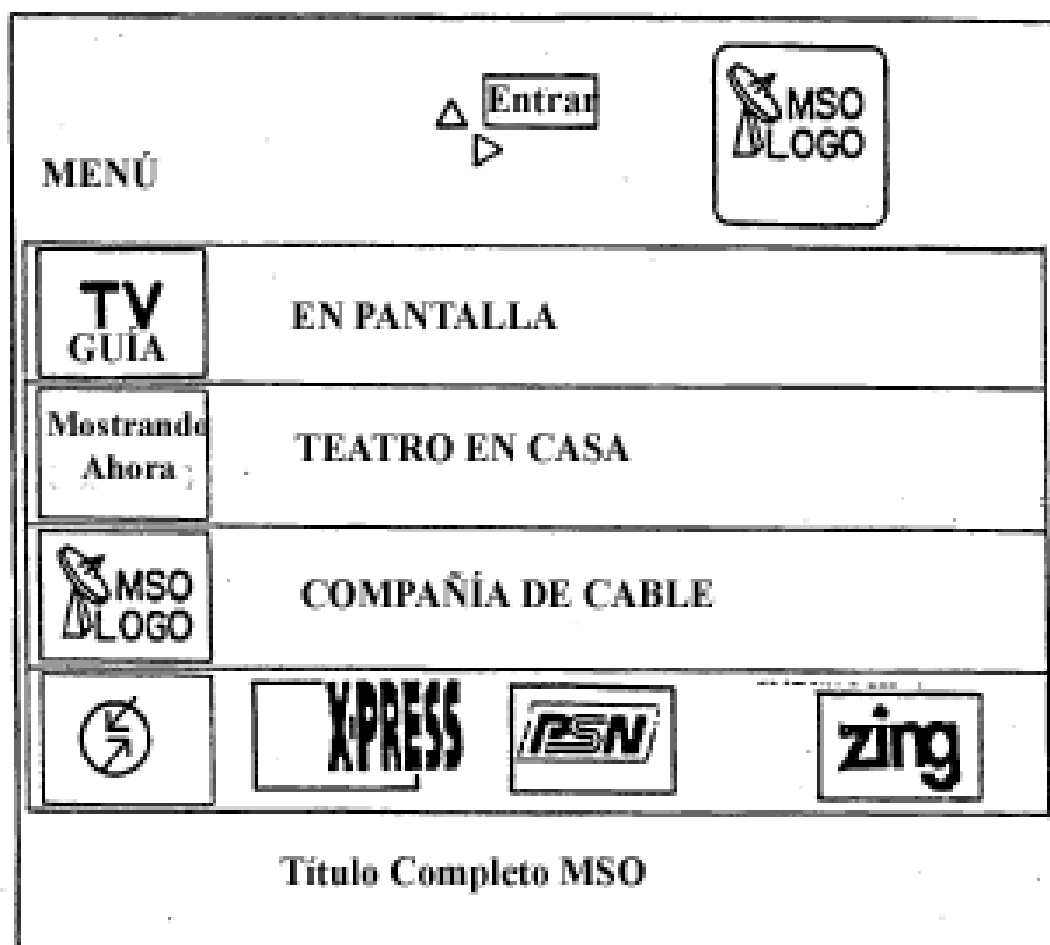 Entrar
MSO
LOGO
MENÚ
TV
GUÍA
EN PANTALLA
Mostrando
Ahora
TEATRO EN CASA
MSO
LOGO
COMPAÑÍA DE CABLE
X·PRESS
PSN
zing
Título Completo MSO